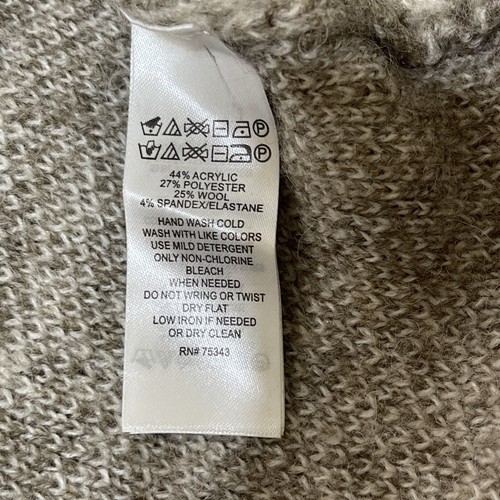 44% ACRYLIC
27% POLYESTER
25% WOOL
4% SPANDEX/ELASTANE
HAND WASH COLD
WASH WITH LIKE COLORS
USE MILD DETERGENT
ONLY NON-CHLORINE
BLEACH
WHEN NEEDED
DO NOT WRING OR TWIST
DRY FLAT
LOW IRON IF NEEDED
OR DRY CLEAN
RN# 75343